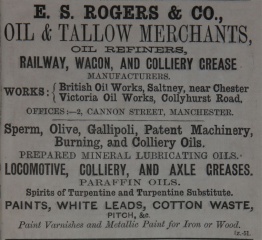 E. S. ROGERS & CO.,
OIL & TALLOW MERCHANTS,
OIL REFINERS,
RAILWAY, WAGON, AND COLLIERY GREASE
MANUFACTURERS.
WORKS: { British Oil Works, Saltney, near Chester
Victoria Oil Works, Collyhurst Road,
OFFICES:—2, CANNON STREET, MANCHESTER.
Sperm, Olive, Gallipoli, Patent Machinery,
Burning, and Colliery Oils.
PREPARED MINERAL LUBRICATING OILS.
LOCOMOTIVE, COLLIERY, AND AXLE GREASES.
PARAFFIN OILS.
Spirits of Turpentine and Turpentine Substitute.
PAINTS, WHITE LEADS, COTTON WASTE,
PITCH, &c.
Paint Varnishes and Metallic Paint for Iron or Wood.